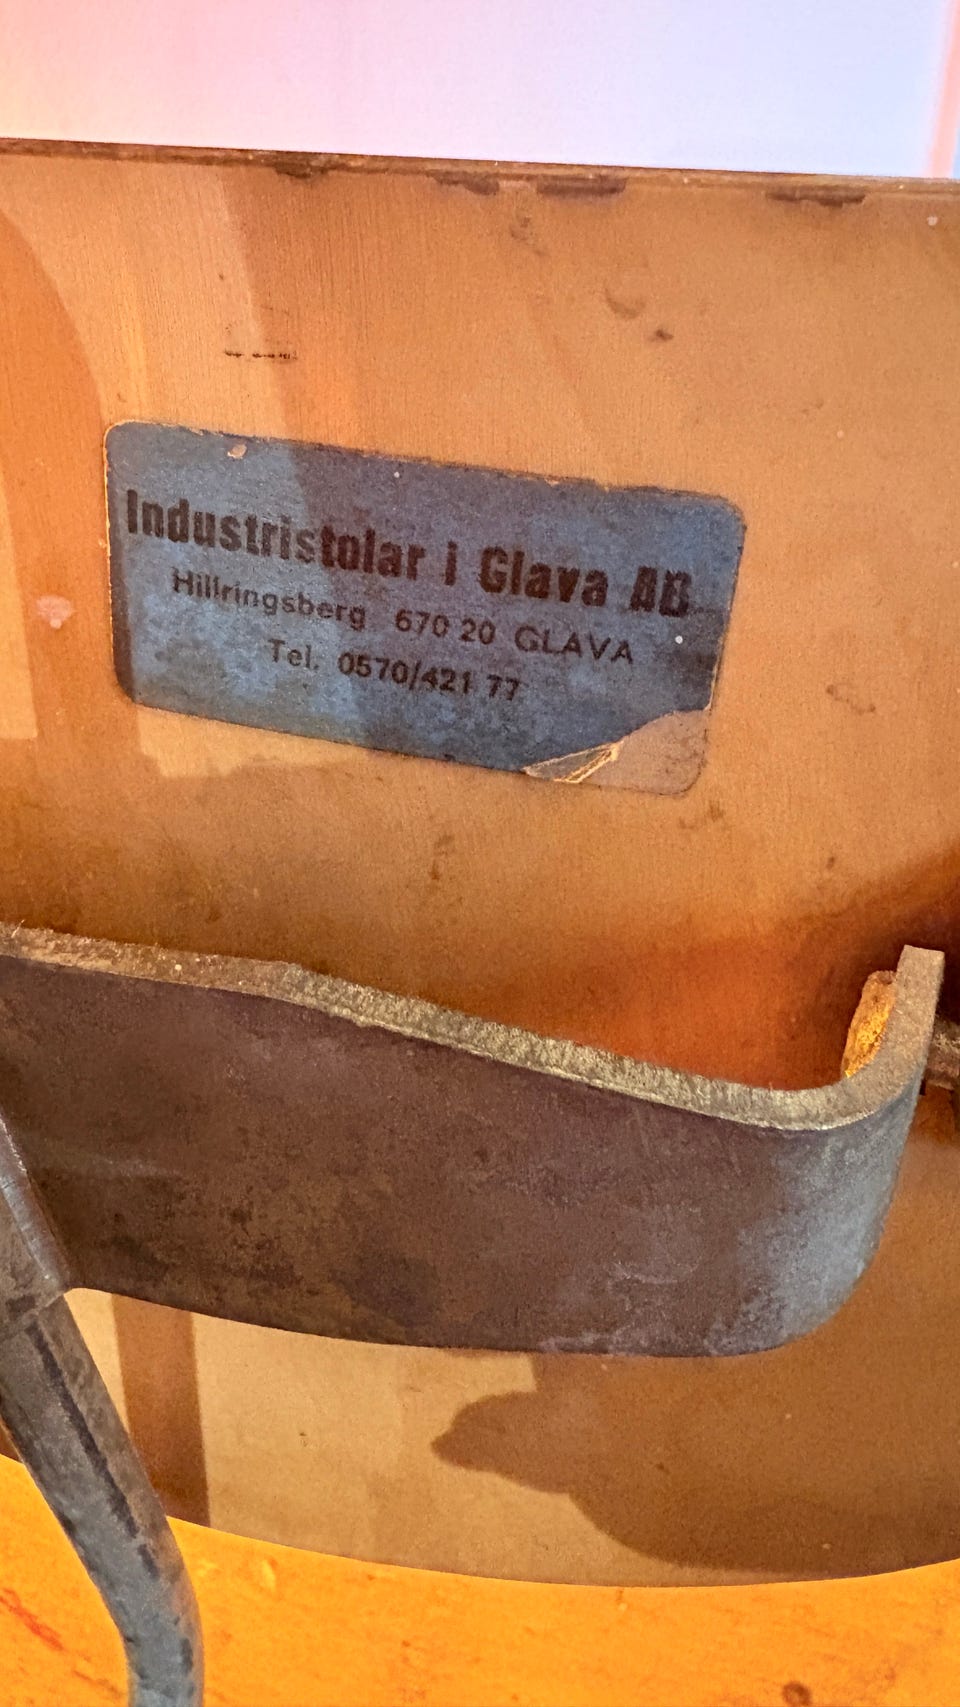 Industristolar i Glava AB
Hillringsberg 670 20 GLAVA
Tel. 0570/421 77